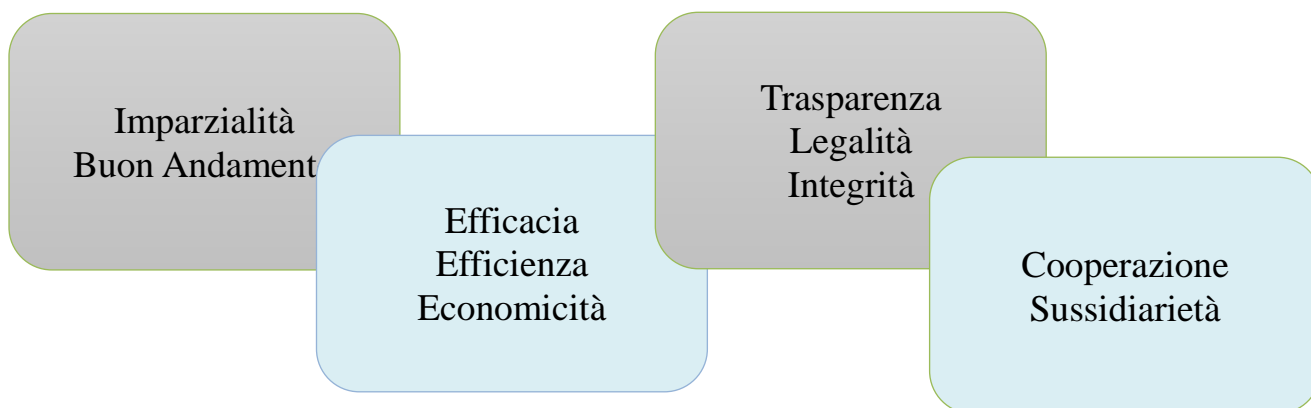 Imparzialità
Buon Andament
Efficacia
Efficienza
Economicità
Trasparenza
Legalità
Integrità
Cooperazione
Sussidiarietà